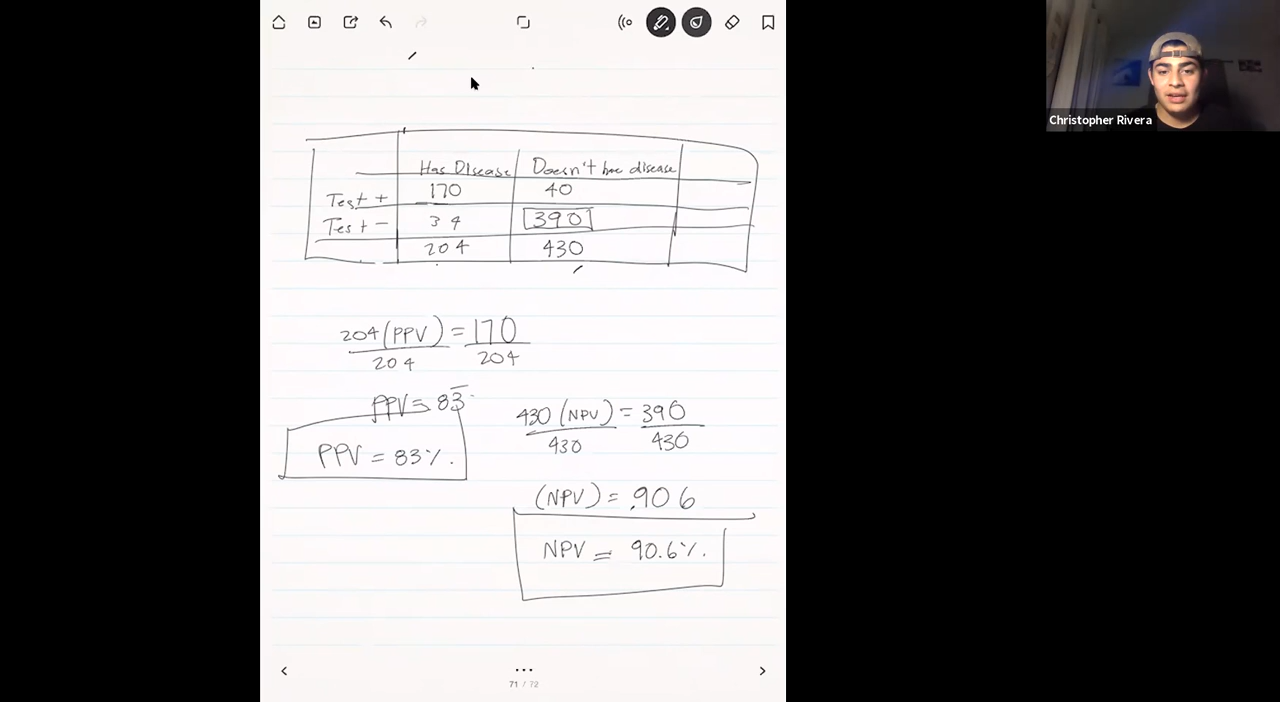 Christopher Rivera
Has Disease Doesn't have disease
Test + 170 40
Test - 34 390
204 430
204 (PPV) = 170
204 204
PPV = 83
PPV = 83%.
430 (NPV) = 390
430 430
(NPV) = .906
NPV = 90.6%.
71 / 72